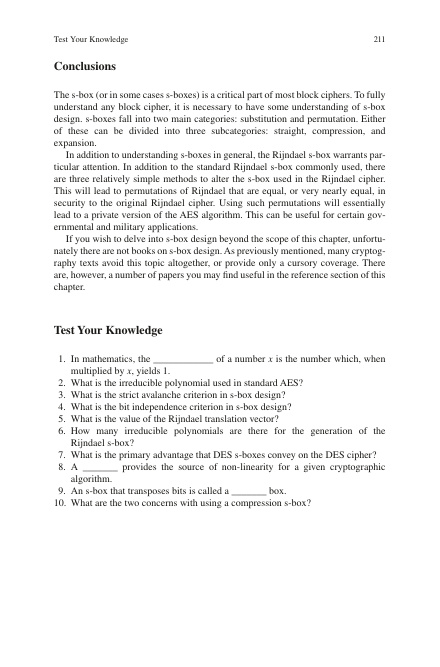 Test Your Knowledge 211
Conclusions
The s-box (or in some cases s-boxes) is a critical part of most block ciphers. To fully
understand any block cipher, it is necessary to have some understanding of s-box
design. s-boxes fall into two main categories: substitution and permutation. Either
of these can be divided into three subcategories: straight, compression, and
expansion.
In addition to understanding s-boxes in general, the Rijndael s-box warrants par-
ticular attention. In addition to the standard Rijndael s-box commonly used, there
are three relatively simple methods to alter the s-box used in the Rijndael cipher.
This will lead to permutations of Rijndael that are equal, or very nearly equal, in
security to the original Rijndael cipher. Using such permutations will essentially
lead to a private version of the AES algorithm. This can be useful for certain gov-
ernmental and military applications.
If you wish to delve into s-box design beyond the scope of this chapter, unfortu-
nately there are not books on s-box design. As previously mentioned, many cryptog-
raphy texts avoid this topic altogether, or provide only a cursory coverage. There
are, however, a number of papers you may find useful in the reference section of this
chapter.
Test Your Knowledge
1. In mathematics, the ____________ of a number x is the number which, when
multiplied by x, yields 1.
2. What is the irreducible polynomial used in standard AES?
3. What is the strict avalanche criterion in s-box design?
4. What is the bit independence criterion in s-box design?
5. What is the value of the Rijndael translation vector?
6. How many irreducible polynomials are there for the generation of the
Rijndael s-box?
7. What is the primary advantage that DES s-boxes convey on the DES cipher?
8. A _______ provides the source of non-linearity for a given cryptographic
algorithm.
9. An s-box that transposes bits is called a _______ box.
10. What are the two concerns with using a compression s-box?